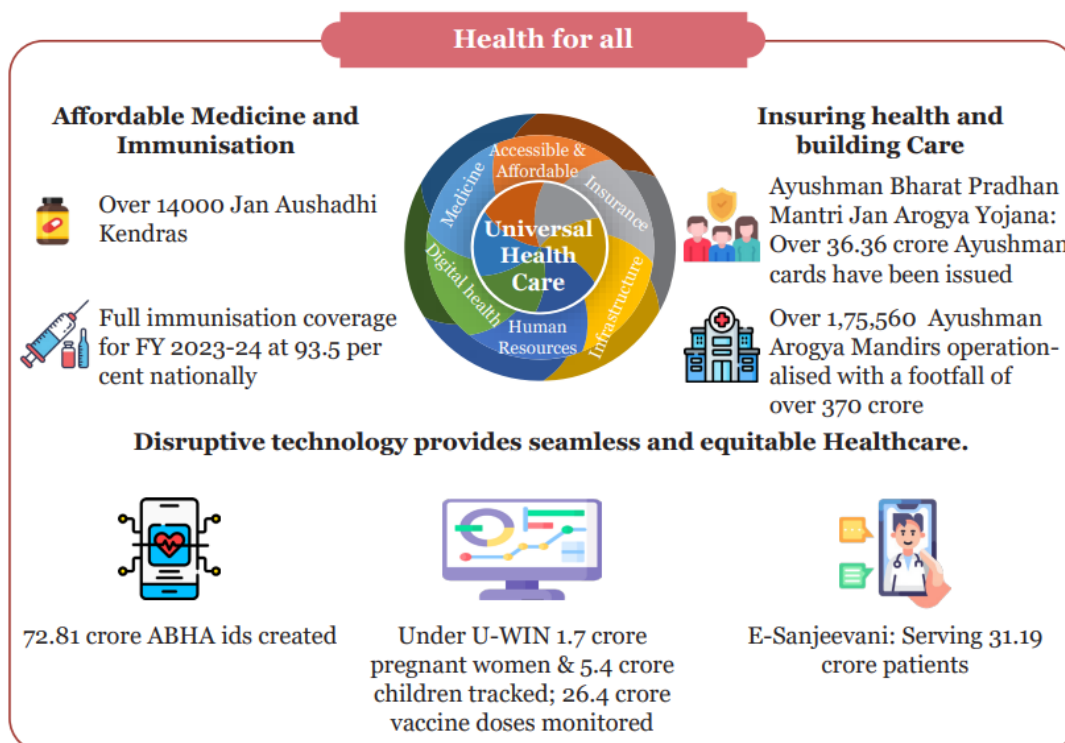 Health for all
Affordable Medicine and
Immunisation
Over 14000 Jan Aushadhi
Kendras
Full immunisation coverage
for FY 2023-24 at 93.5 per
cent nationally
Accessible &
Affordable
Insurance
Infrastructure
Human
Resources
Digital health
Medicine
Universal
Health
Care
Insuring health and
building Care
Ayushman Bharat Pradhan
Mantri Jan Arogya Yojana:
Over 36.36 crore Ayushman
cards have been issued
Over 1,75,560 Ayushman
Arogya Mandirs operation-
alised with a footfall of
over 370 crore
Disruptive technology provides seamless and equitable Healthcare.
72.81 crore ABHA ids created
Under U-WIN 1.7 crore
pregnant women & 5.4 crore
children tracked; 26.4 crore
vaccine doses monitored
E-Sanjeevani: Serving 31.19
crore patients